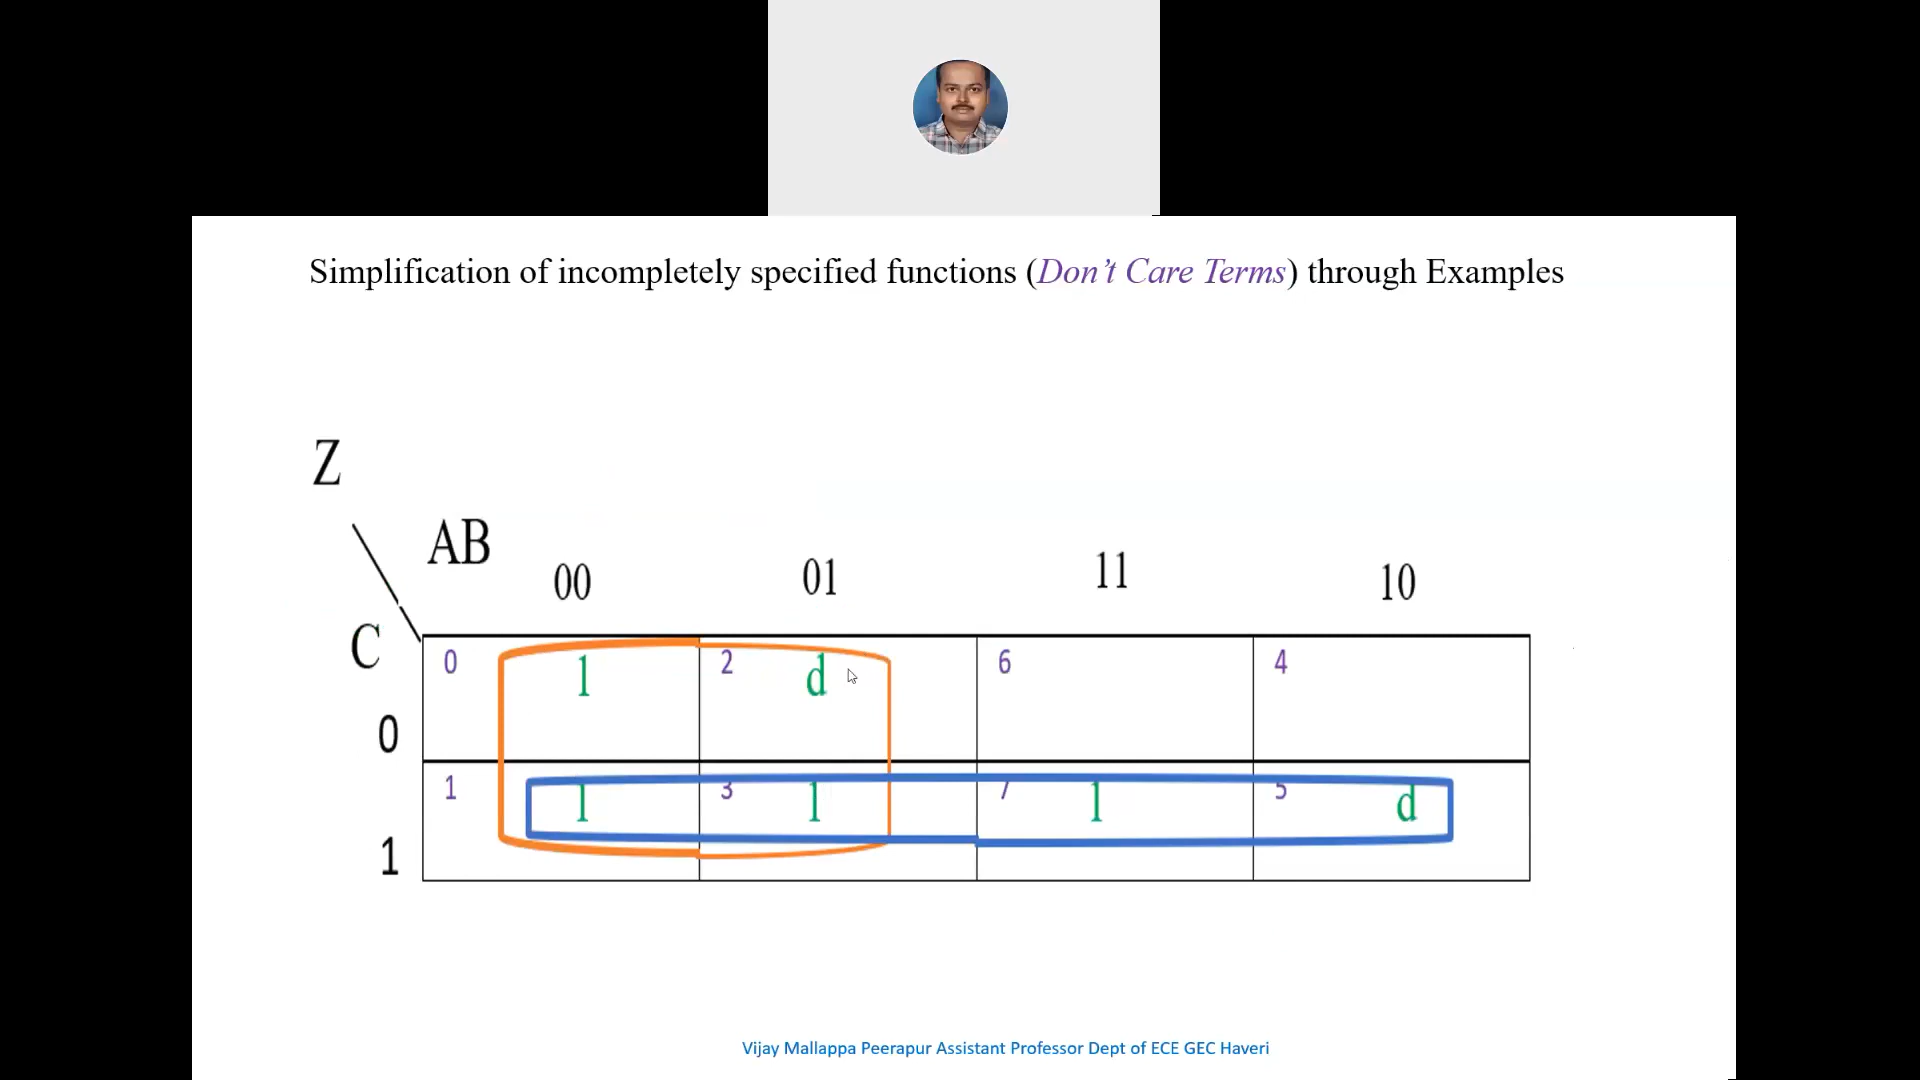 Simplification of incompletely specified functions (Don’t Care Terms) through Examples
Z
AB
00 01 11 10
C
0 1 2 d 6 4
0
1 1 3 1 7 1 5 d
1
Vijay Mallappa Peerapur Assistant Professor Dept of ECE GEC Haveri